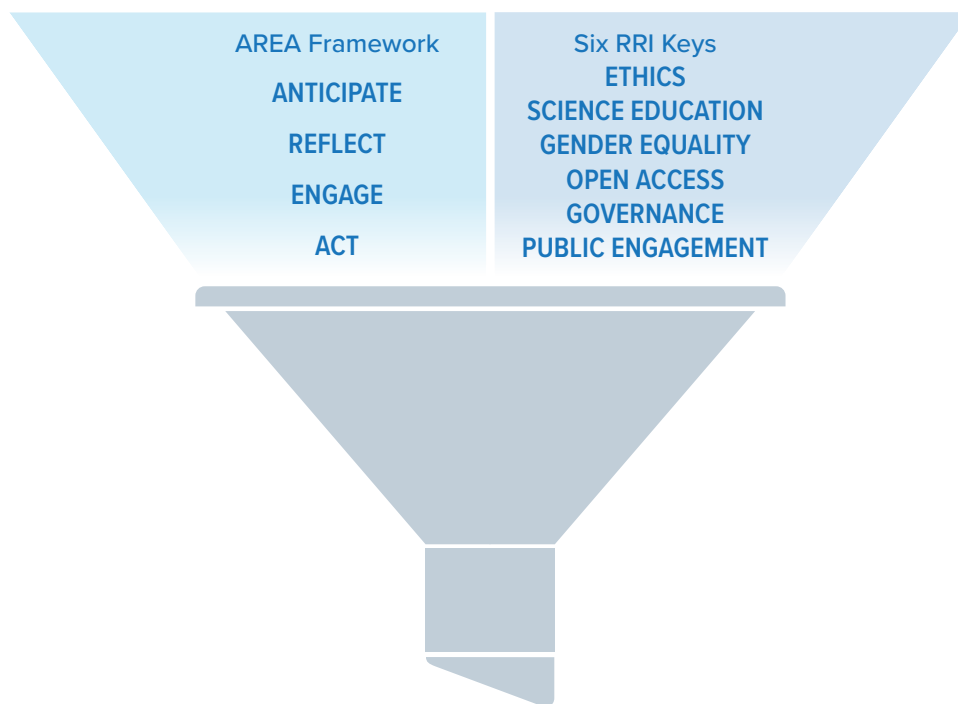 AREA Framework
ANTICIPATE
REFLECT
ENGAGE
ACT
Six RRI Keys
ETHICS
SCIENCE EDUCATION
GENDER EQUALITY
OPEN ACCESS
GOVERNANCE
PUBLIC ENGAGEMENT